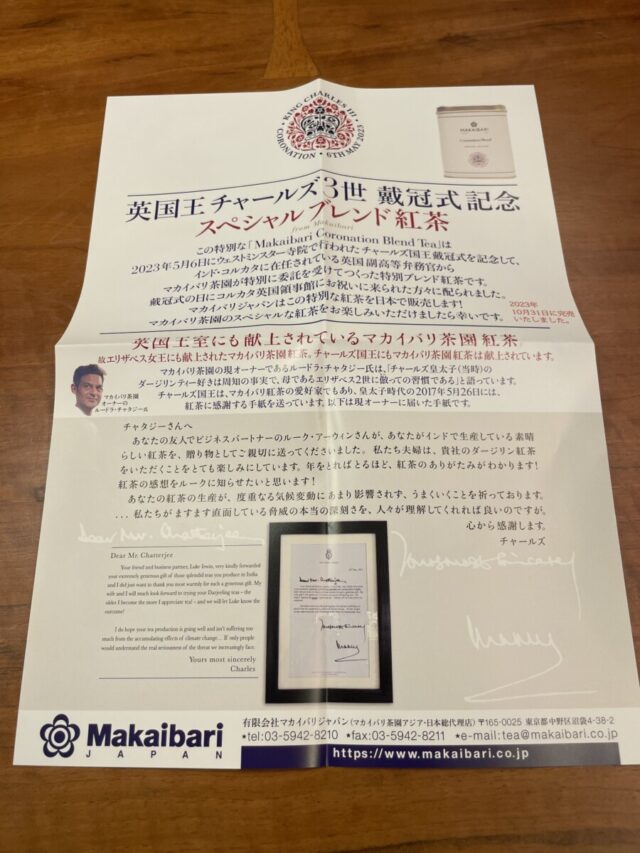 KING CHARLES III
CORONATION · 6TH MAY 2023
MAKAIBARI
Coronation Blend
英国王 チャールズ3世 戴冠式記念
スペシャルブレンド紅茶
from Makaibari
この特別な「Makaibari Coronation Blend Tea」は
2023年5月6日にウェストミンスター寺院で行われたチャールズ国王戴冠式を記念して、
インド・コルカタに在任されている英国副高等弁務官から
マカイバリ茶園が特別に委託を受けてつくった特別ブレンド紅茶です。
戴冠式の日にコルカタ英国領事館にお祝いに来られた方々に配られました。
マカイバリジャパンはこの特別な紅茶を日本で販売します!
マカイバリ茶園のスペシャルな紅茶をお楽しみいただけましたら幸いです。
2023年
10月31日に完売
いたしました。
英国王室にも献上されているマカイバリ茶園紅茶
故エリザベス女王にも献上されたマカイバリ茶園紅茶。チャールズ国王にもマカイバリ茶園紅茶は献上されています。
マカイバリ茶園の現オーナーであるルードラ・チャタジー氏は、「チャールズ皇太子(当時)の
ダージリンティー好きは周知の事実で、母であるエリザベス2世に倣っての習慣である」と語っています。
チャールズ国王は、マカイバリ紅茶の愛好家でもあり、皇太子時代の2017年5月26日には、
紅茶に感謝する手紙を送っています。以下は現オーナーに届いた手紙です。
マカイバリ茶園
オーナーの
ルードラ・チャタジー氏
チャタジーさんへ
あなたの友人でビジネスパートナーのルーク・アーウィンさんが、あなたがインドで生産している素晴
らしい紅茶を、贈り物としてご親切に送ってくださいました。私たち夫婦は、貴社のダージリン紅茶
をいただくことをとても楽しみにしています。年をとればとるほど、紅茶のありがたみがわかります!
紅茶の感想をルークに知らせたいと思います!
あなたの紅茶の生産が、度重なる気候変動にあまり影響されず、うまくいくことを祈っております。
… 私たちがますます直面している脅威の本当の深刻さを、人々が理解してくれれば良いのですが。
心から感謝します。
チャールズ
Dear Mr. Chatterjee
Yours most sincerely
Dear Mr. Chatterjee
Your friend and business partner, Luke Irwin, very kindly forwarded
your extremely generous gift of those splendid teas you produce in India
and I did just want to thank you most warmly for such a generous gift. My
wife and I will much look forward to trying your Darjeeling teas - the
older I become the more I appreciate tea! - and we will let Luke know the
outcome!
I do hope your tea production is going well and isn't suffering too
much from the accumulating effects of climate change... If only people
would understand the real seriousness of the threat we increasingly face.
Yours most sincerely
Charles
Makaibari
JAPAN
有限会社マカイバリジャパン(マカイバリ茶園アジア・日本総代理店) 〒165-0025 東京都中野区沼袋4-38-2
★tel:03-5942-8210 ★fax:03-5942-8211 ★e-mail:tea@makaibari.co.jp
https://www.makaibari.co.jp